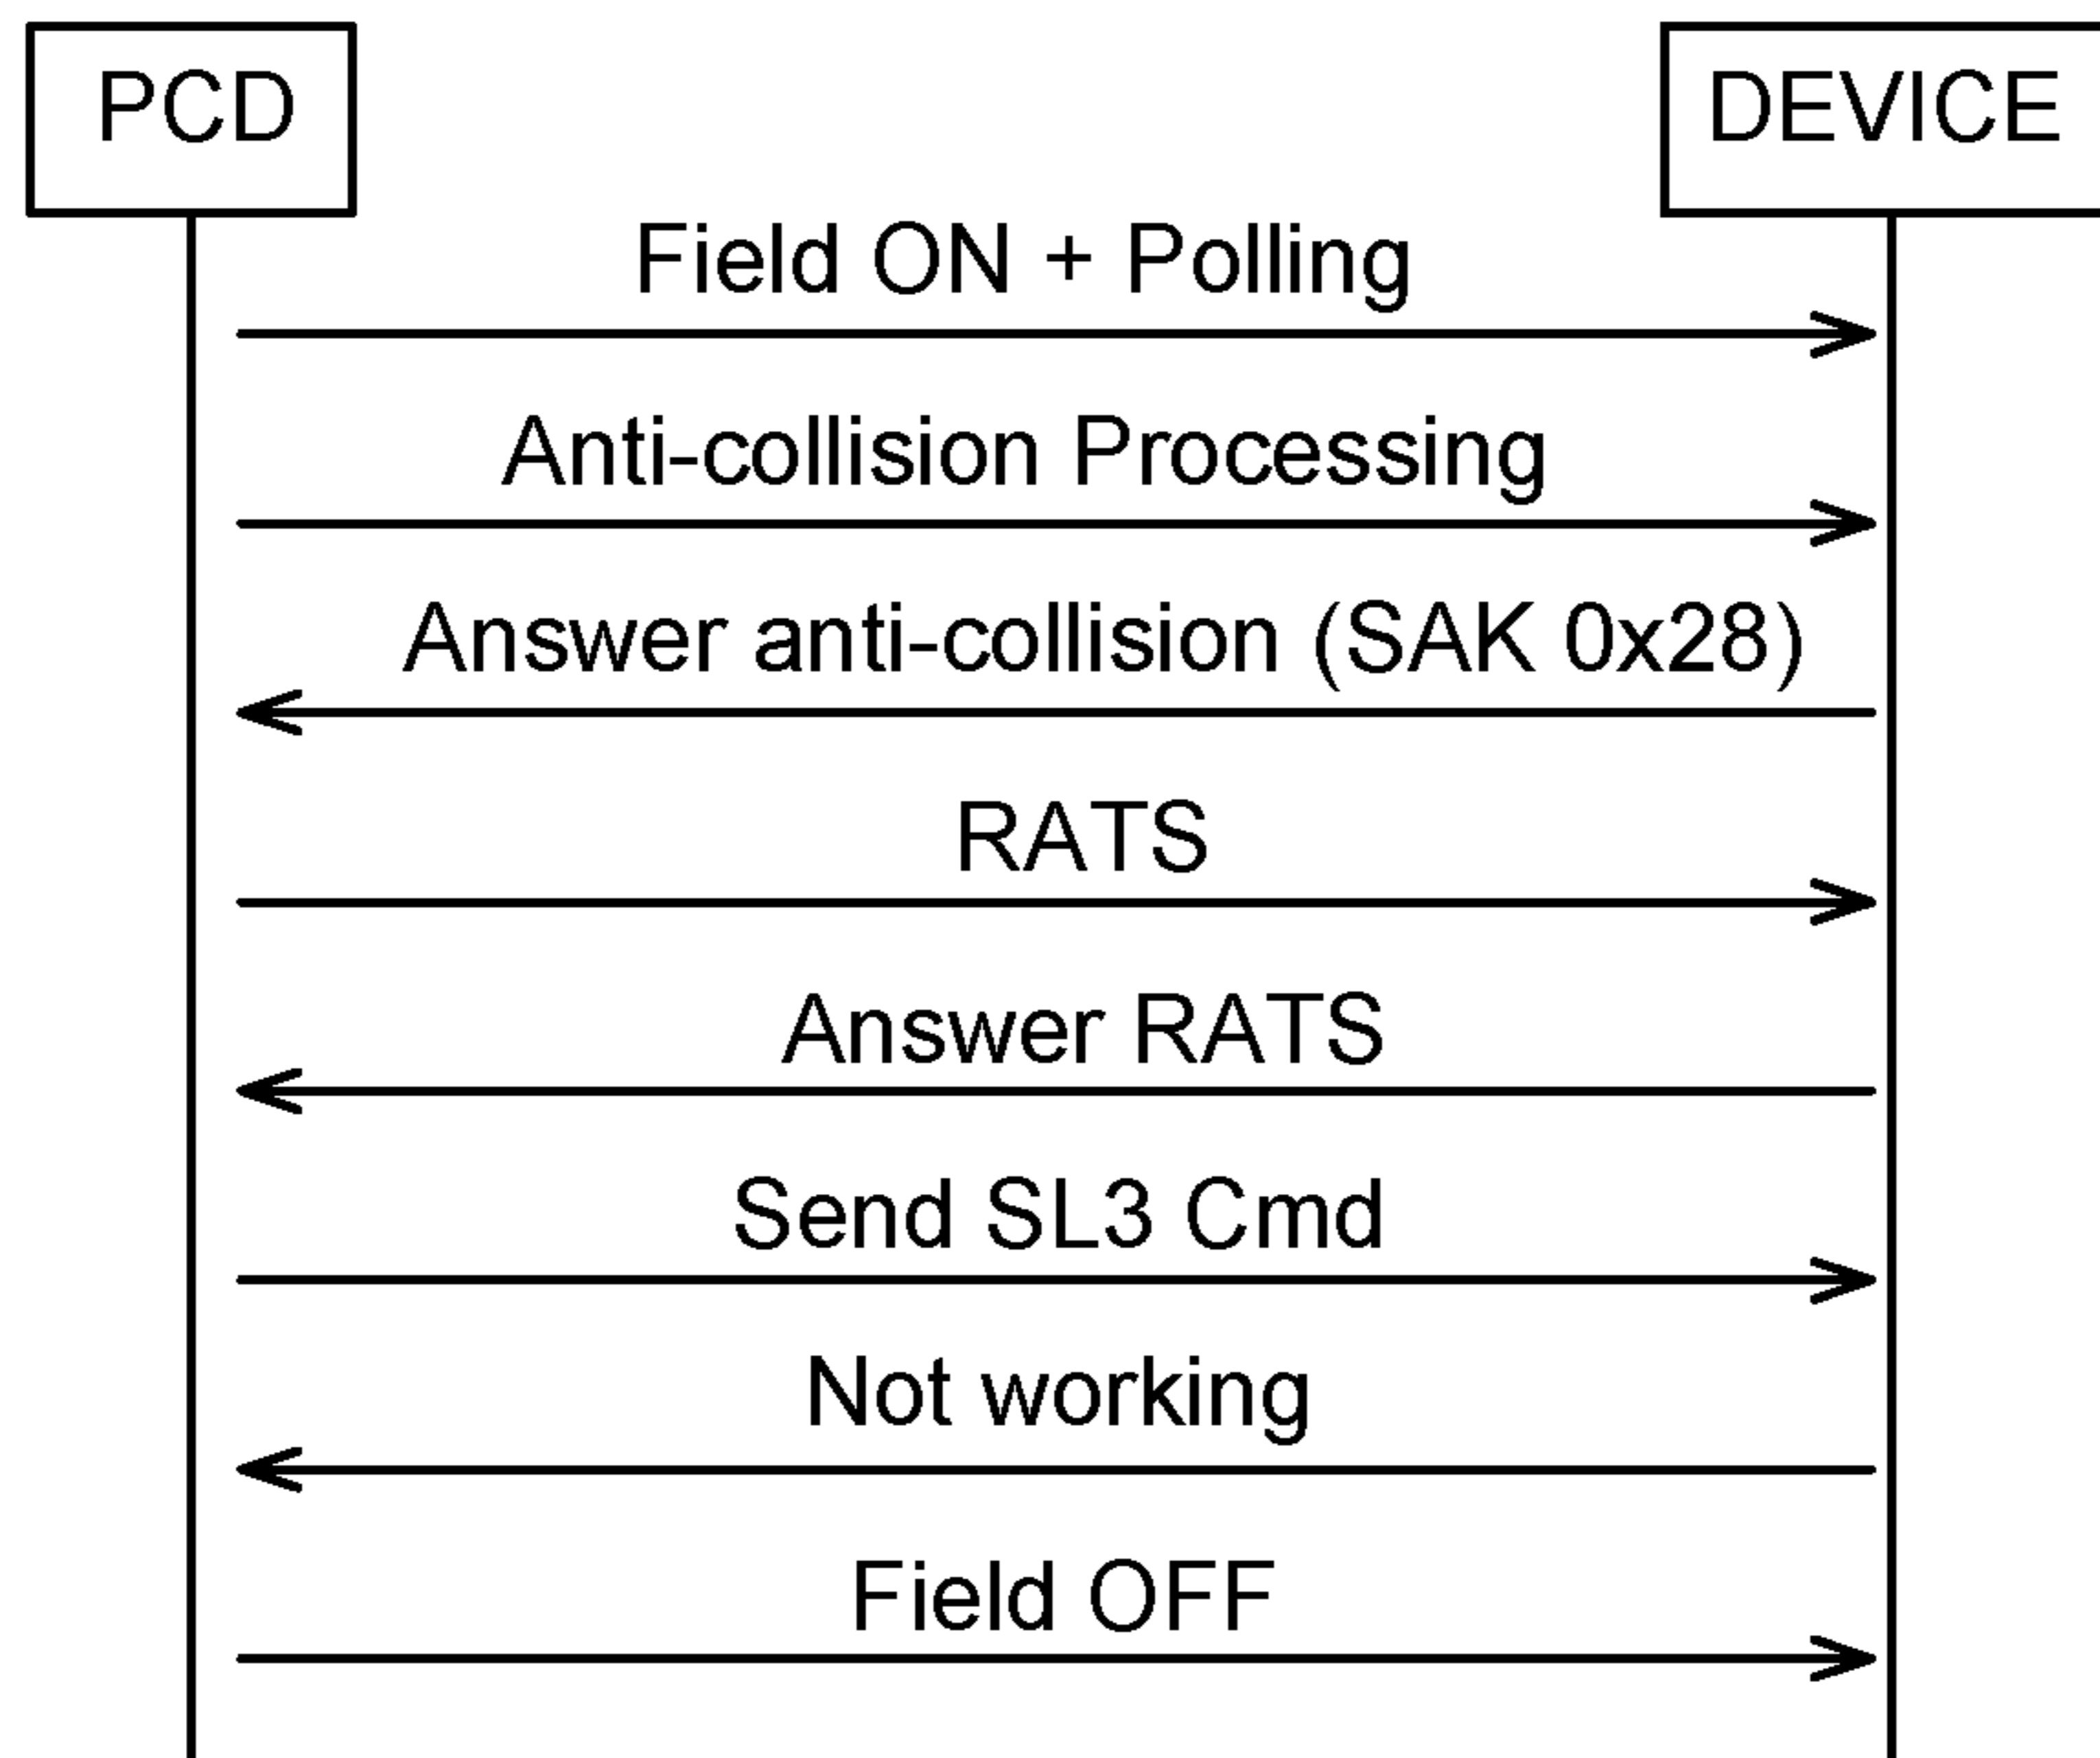 PCD
DEVICE
Field ON + Polling
Anti-collision Processing
Answer anti-collision (SAK 0x28)
RATS
Answer RATS
Send SL3 Cmd
Not working
Field OFF